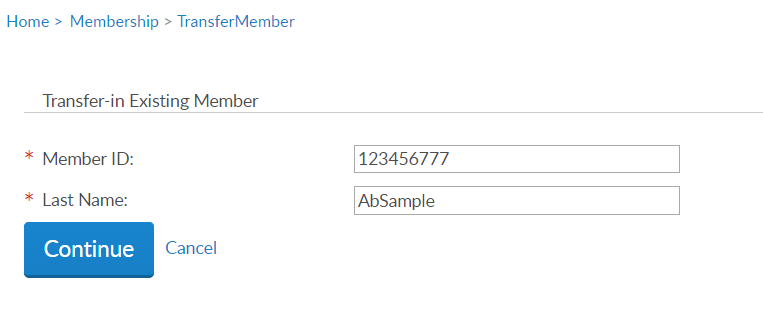 Home > Membership > TransferMember
Transfer-in Existing Member
* Member ID: 123456777
* Last Name: AbSample
Continue Cancel